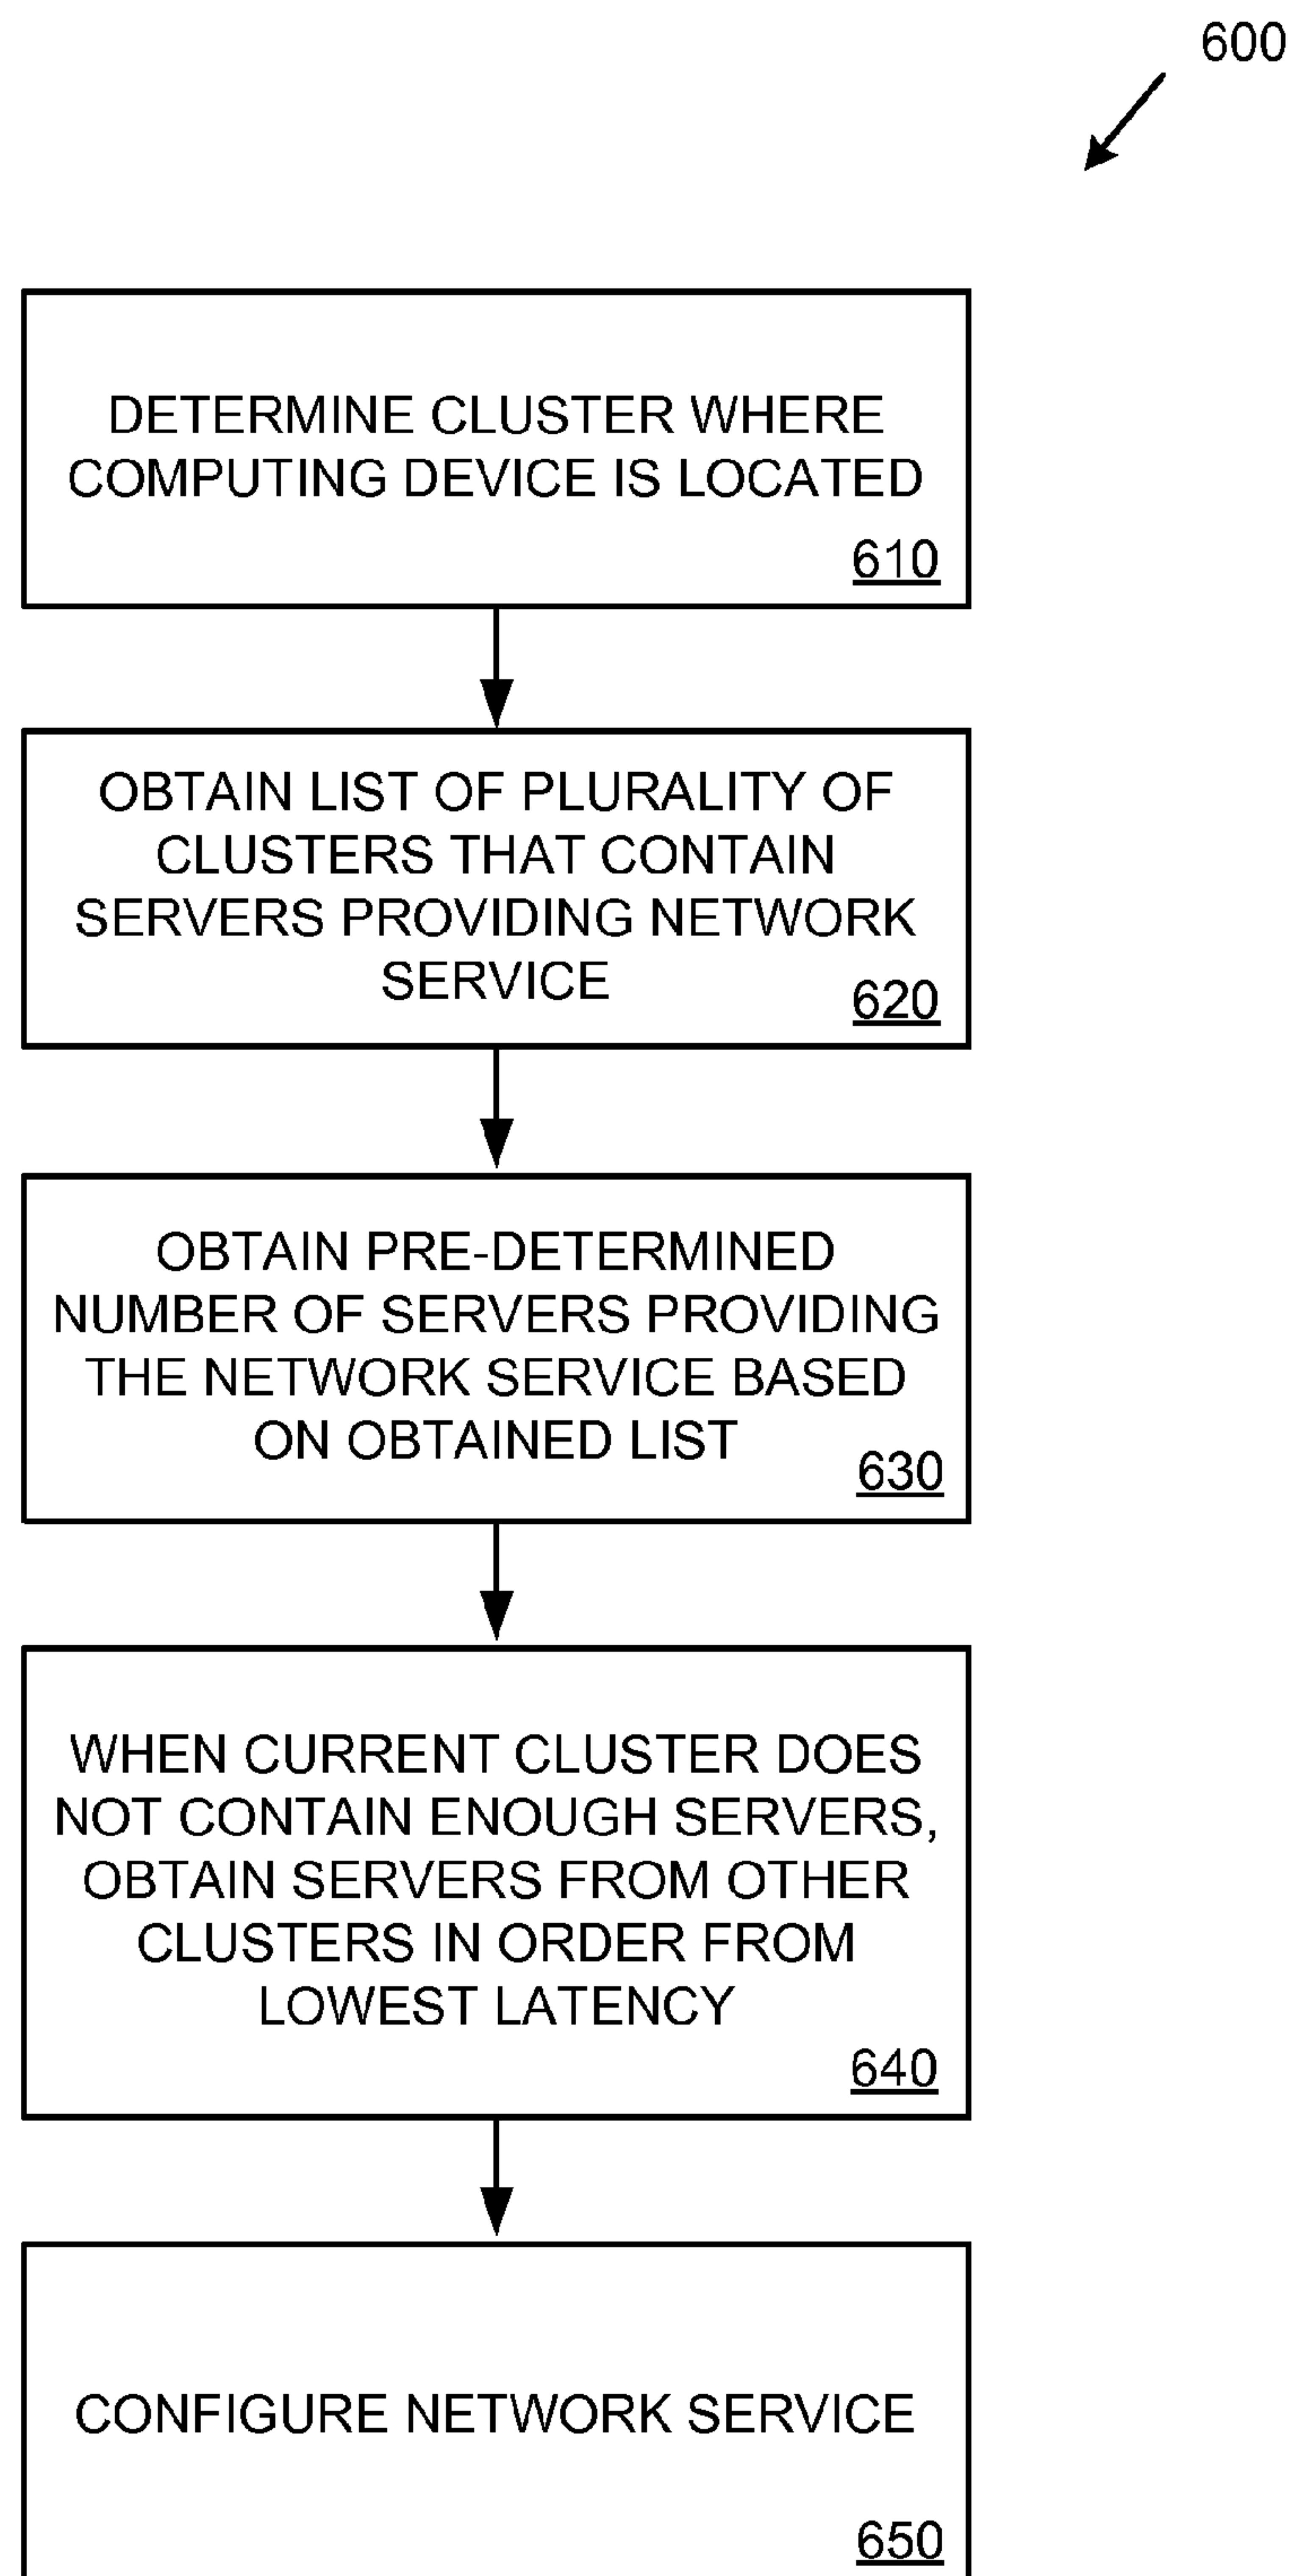 600
DETERMINE CLUSTER WHERE
COMPUTING DEVICE IS LOCATED
610
OBTAIN LIST OF PLURALITY OF
CLUSTERS THAT CONTAIN
SERVERS PROVIDING NETWORK
SERVICE
620
OBTAIN PRE-DETERMINED
NUMBER OF SERVERS PROVIDING
THE NETWORK SERVICE BASED
ON OBTAINED LIST
630
WHEN CURRENT CLUSTER DOES
NOT CONTAIN ENOUGH SERVERS,
OBTAIN SERVERS FROM OTHER
CLUSTERS IN ORDER FROM
LOWEST LATENCY
640
CONFIGURE NETWORK SERVICE
650